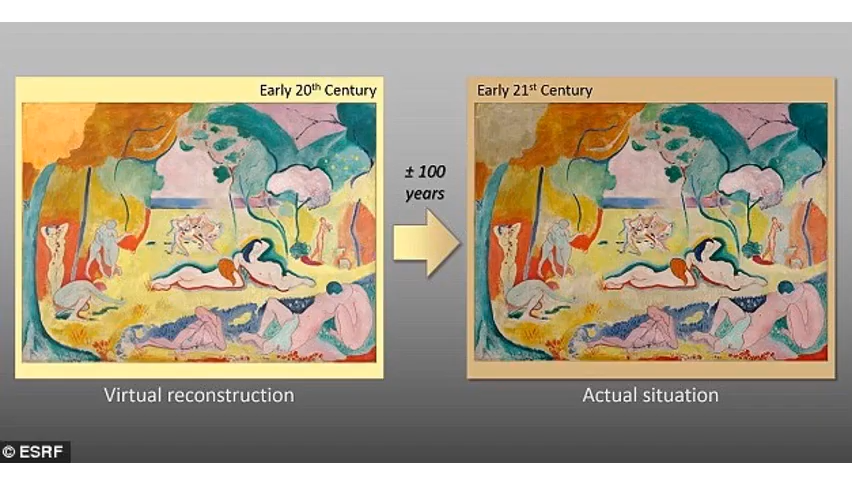 Early 20th Century
Early 21st Century
± 100
years
Virtual reconstruction
Actual situation
© ESRF